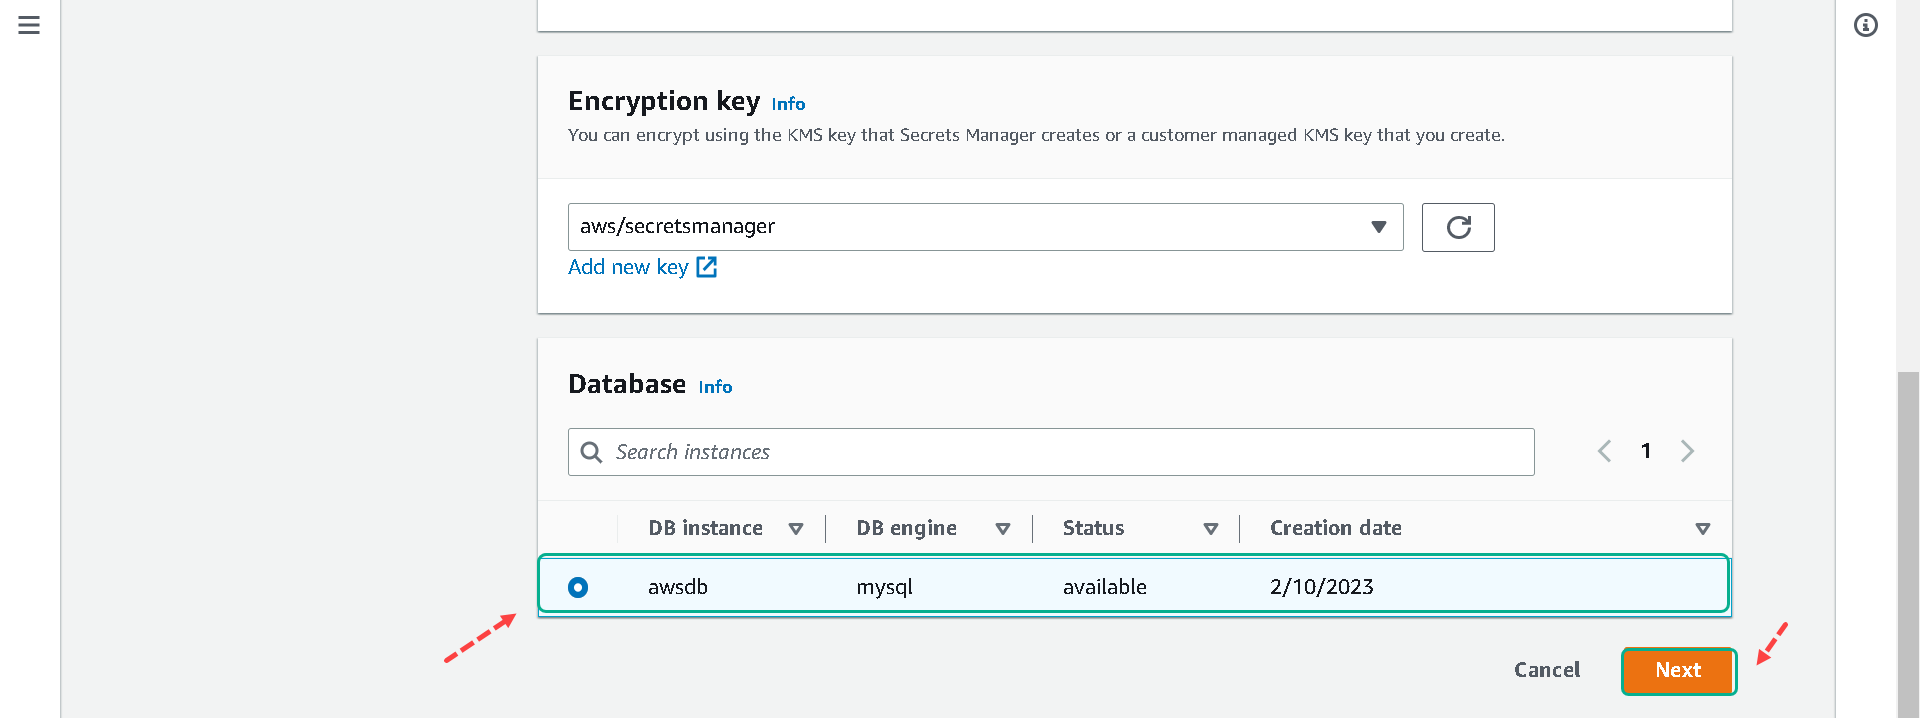 Encryption key Info
You can encrypt using the KMS key that Secrets Manager creates or a customer managed KMS key that you create.
aws/secretsmanager
Add new key
Database Info
Search instances
1
DB instance DB engine Status Creation date
awsdb mysql available 2/10/2023
Cancel Next